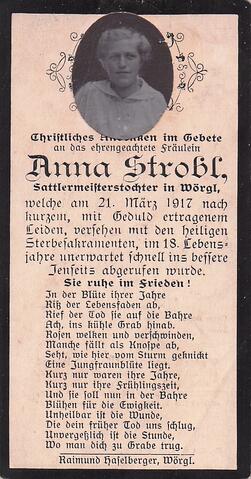 Christliches Andenken im Gebete
an das ehrengeachtete Fräulein
Anna Strobl,
Sattlermeisterstochter in Wörgl,
welche am 21. März 1917 nach
kurzem, mit Geduld ertragenem
Leiden, versehen mit den heiligen
Sterbesakramenten, im 18. Lebens-
jahre unerwartet schnell ins bessere
Jenseits abgerufen wurde.
Sie ruhe im Frieden!
In der Blüte ihrer Jahre
Riß der Lebensfaden ab,
Rief der Tod sie auf die Bahre
Ach, ins kühle Grab hinab.
Rosen welken und verschwinden,
Manche fällt als Knospe ab,
Seht, wie hier vom Sturm geknickt
Eine Jungfraunblüte liegt.
Kurz nur waren ihre Jahre,
Kurz nur ihre Frühlingszeit,
Und sie soll nun in der Bahre
Blühen für die Ewigkeit.
Unheilbar ist die Wunde,
Die dein früher Tod uns schlug,
Unvergeßlich ist die Stunde,
Wo man dich zu Grabe trug.
Raimund Haselberger, Wörgl.